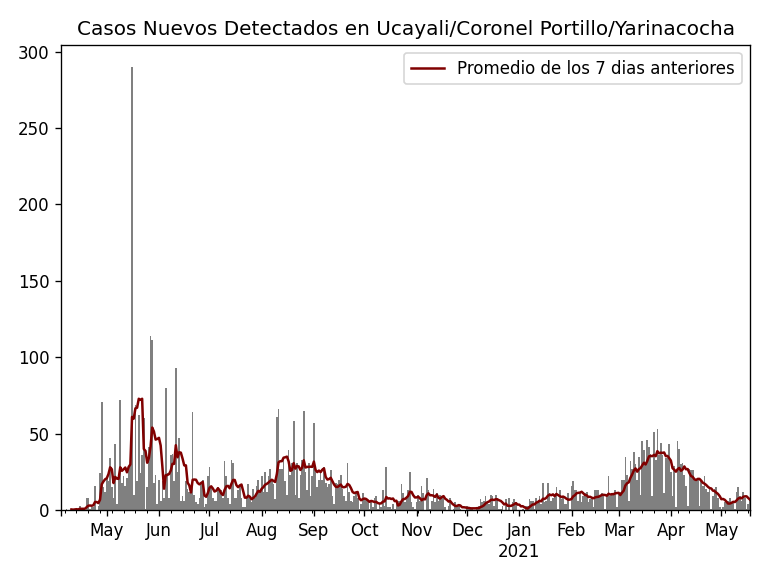 Casos Nuevos Detectados en Ucayali/Coronel Portillo/Yarinacocha
Promedio de los 7 dias anteriores
300
250
200
150
100
50
0
May Jun Jul Aug Sep Oct Nov Dec Jan Feb Mar Apr May
2021